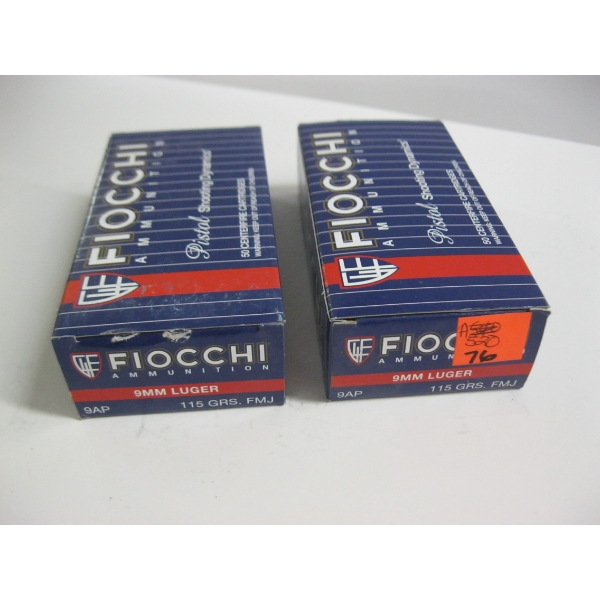 FIOCCHI
AMMUNITION
Pistol Shooting Dynamics
50 CENTERFIRE CARTRIDGES
FIOCCHI
AMMUNITION
9MM LUGER
9AP 115 GRS. FMJ
FIOCCHI
AMMUNITION
Pistol Shooting Dynamics
50 CENTERFIRE CARTRIDGES
FIOCCHI
AMMUNITION
76
9MM LUGER
9AP 115 GRS. FMJ